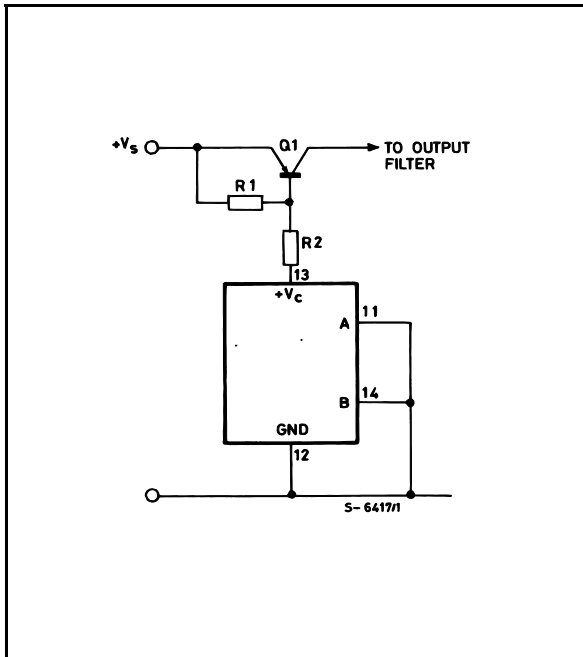 +Vs
Q1
TO OUTPUT
FILTER
R1
R2
13
+Vc
A
11
B
14
GND
12
S-6417/1